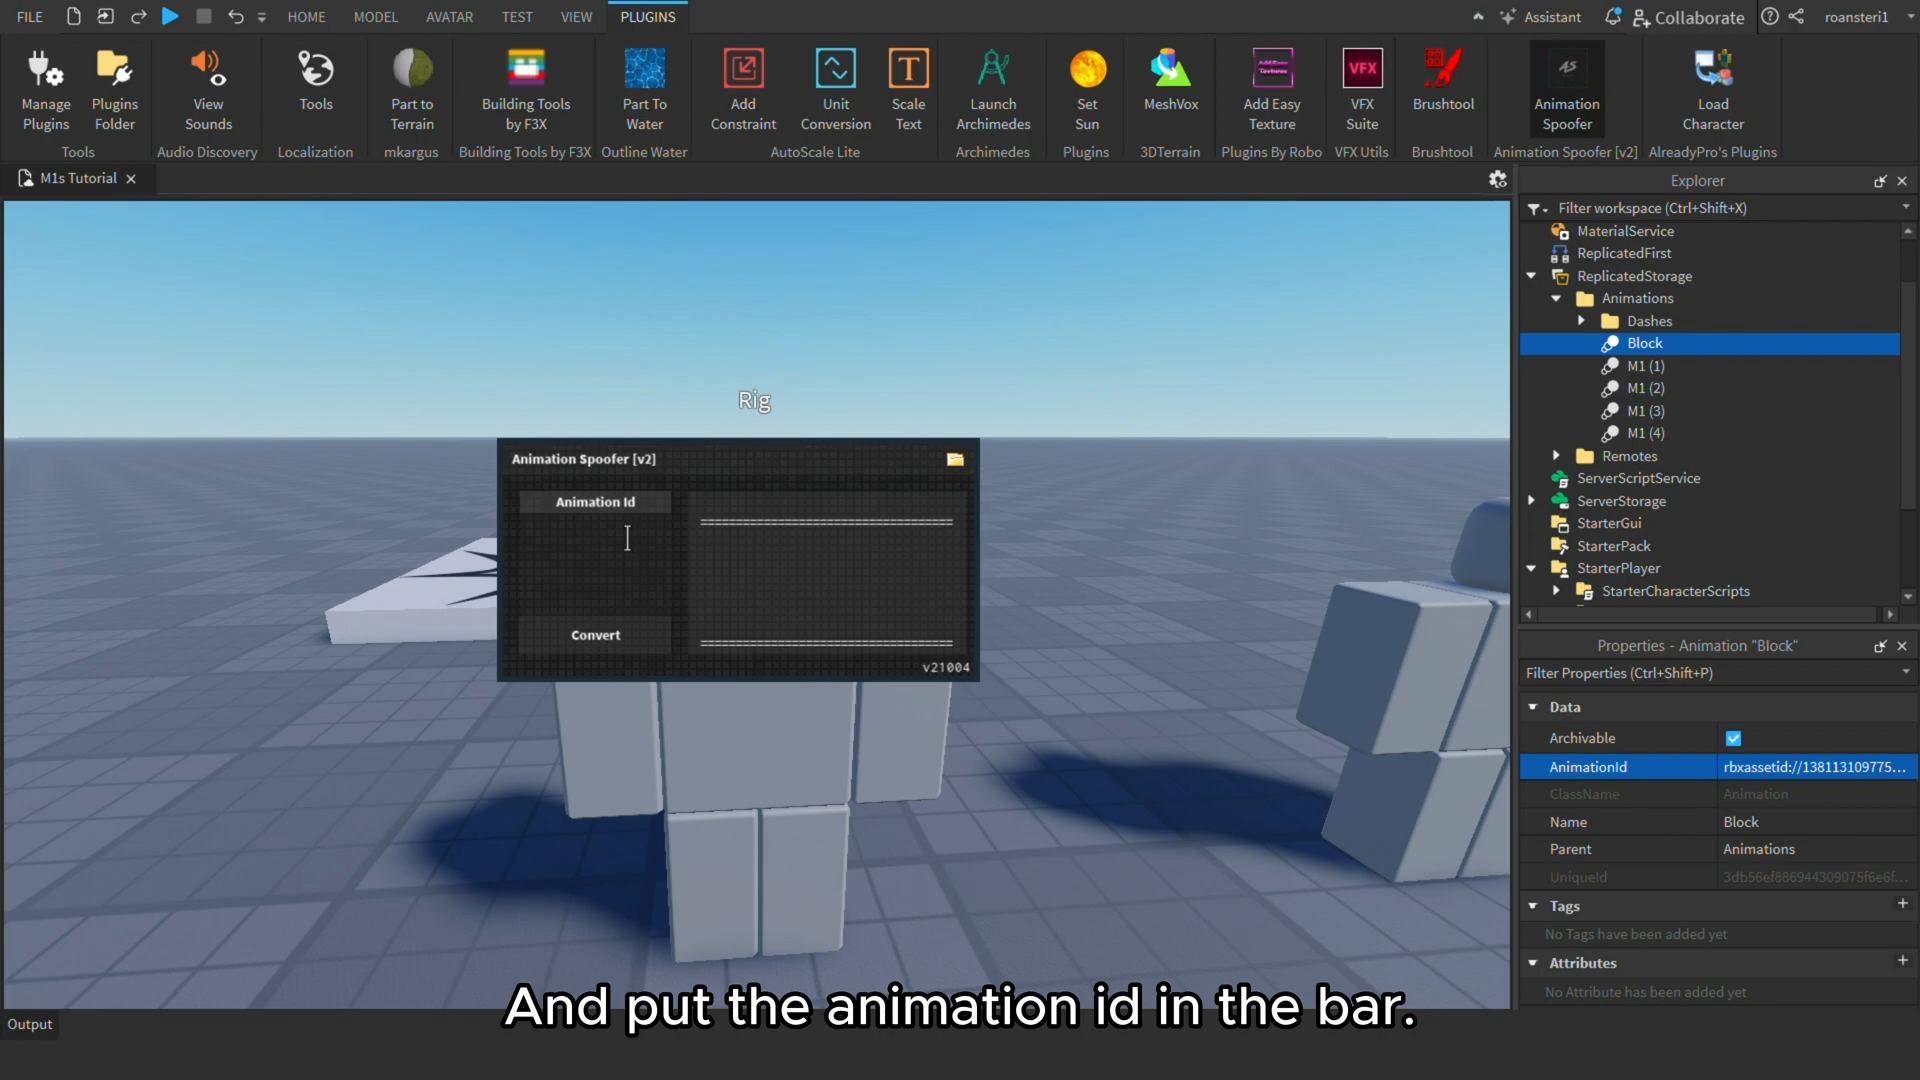 FILE
HOME
MODEL
AVATAR
TEST
VIEW
PLUGINS
Assistant
Collaborate
roansteri1
Manage
Plugins
Plugins
Folder
View
Sounds
Tools
Part to
Terrain
Building Tools
by F3X
Part To
Water
Add
Constraint
Unit
Conversion
T
Scale
Text
Launch
Archimedes
Set
Sun
MeshVox
Add Easy
Texture
VFX
VFX
Suite
Brushtool
AS
Animation
Spoofer
Load
Character
Tools
Audio Discovery
Localization
mkargus
Building Tools by F3X
Outline Water
AutoScale Lite
Archimedes
Plugins
3DTerrain
Plugins By Robo
VFX Utils
Brushtool
Animation Spoofer [v2]
AlreadyPro's Plugins
M1s Tutorial
Rig
Animation Spoofer [v2]
Animation Id
Convert
v21004
And put the animation id in the bar.
Output
Explorer
Filter workspace (Ctrl+Shift+X)
MaterialService
ReplicatedFirst
ReplicatedStorage
Animations
Dashes
Block
M1 (1)
M1 (2)
M1 (3)
M1 (4)
Remotes
ServerScriptService
ServerStorage
StarterGui
StarterPack
StarterPlayer
StarterCharacterScripts
Properties - Animation "Block"
Filter Properties (Ctrl+Shift+P)
Data
Archivable
AnimationId rbxassetid://138113109775...
ClassName Animation
Name Block
Parent Animations
UniqueId 3db56ef886944309075f6e6f...
Tags
No Tags have been added yet
Attributes
No Attribute has been added yet